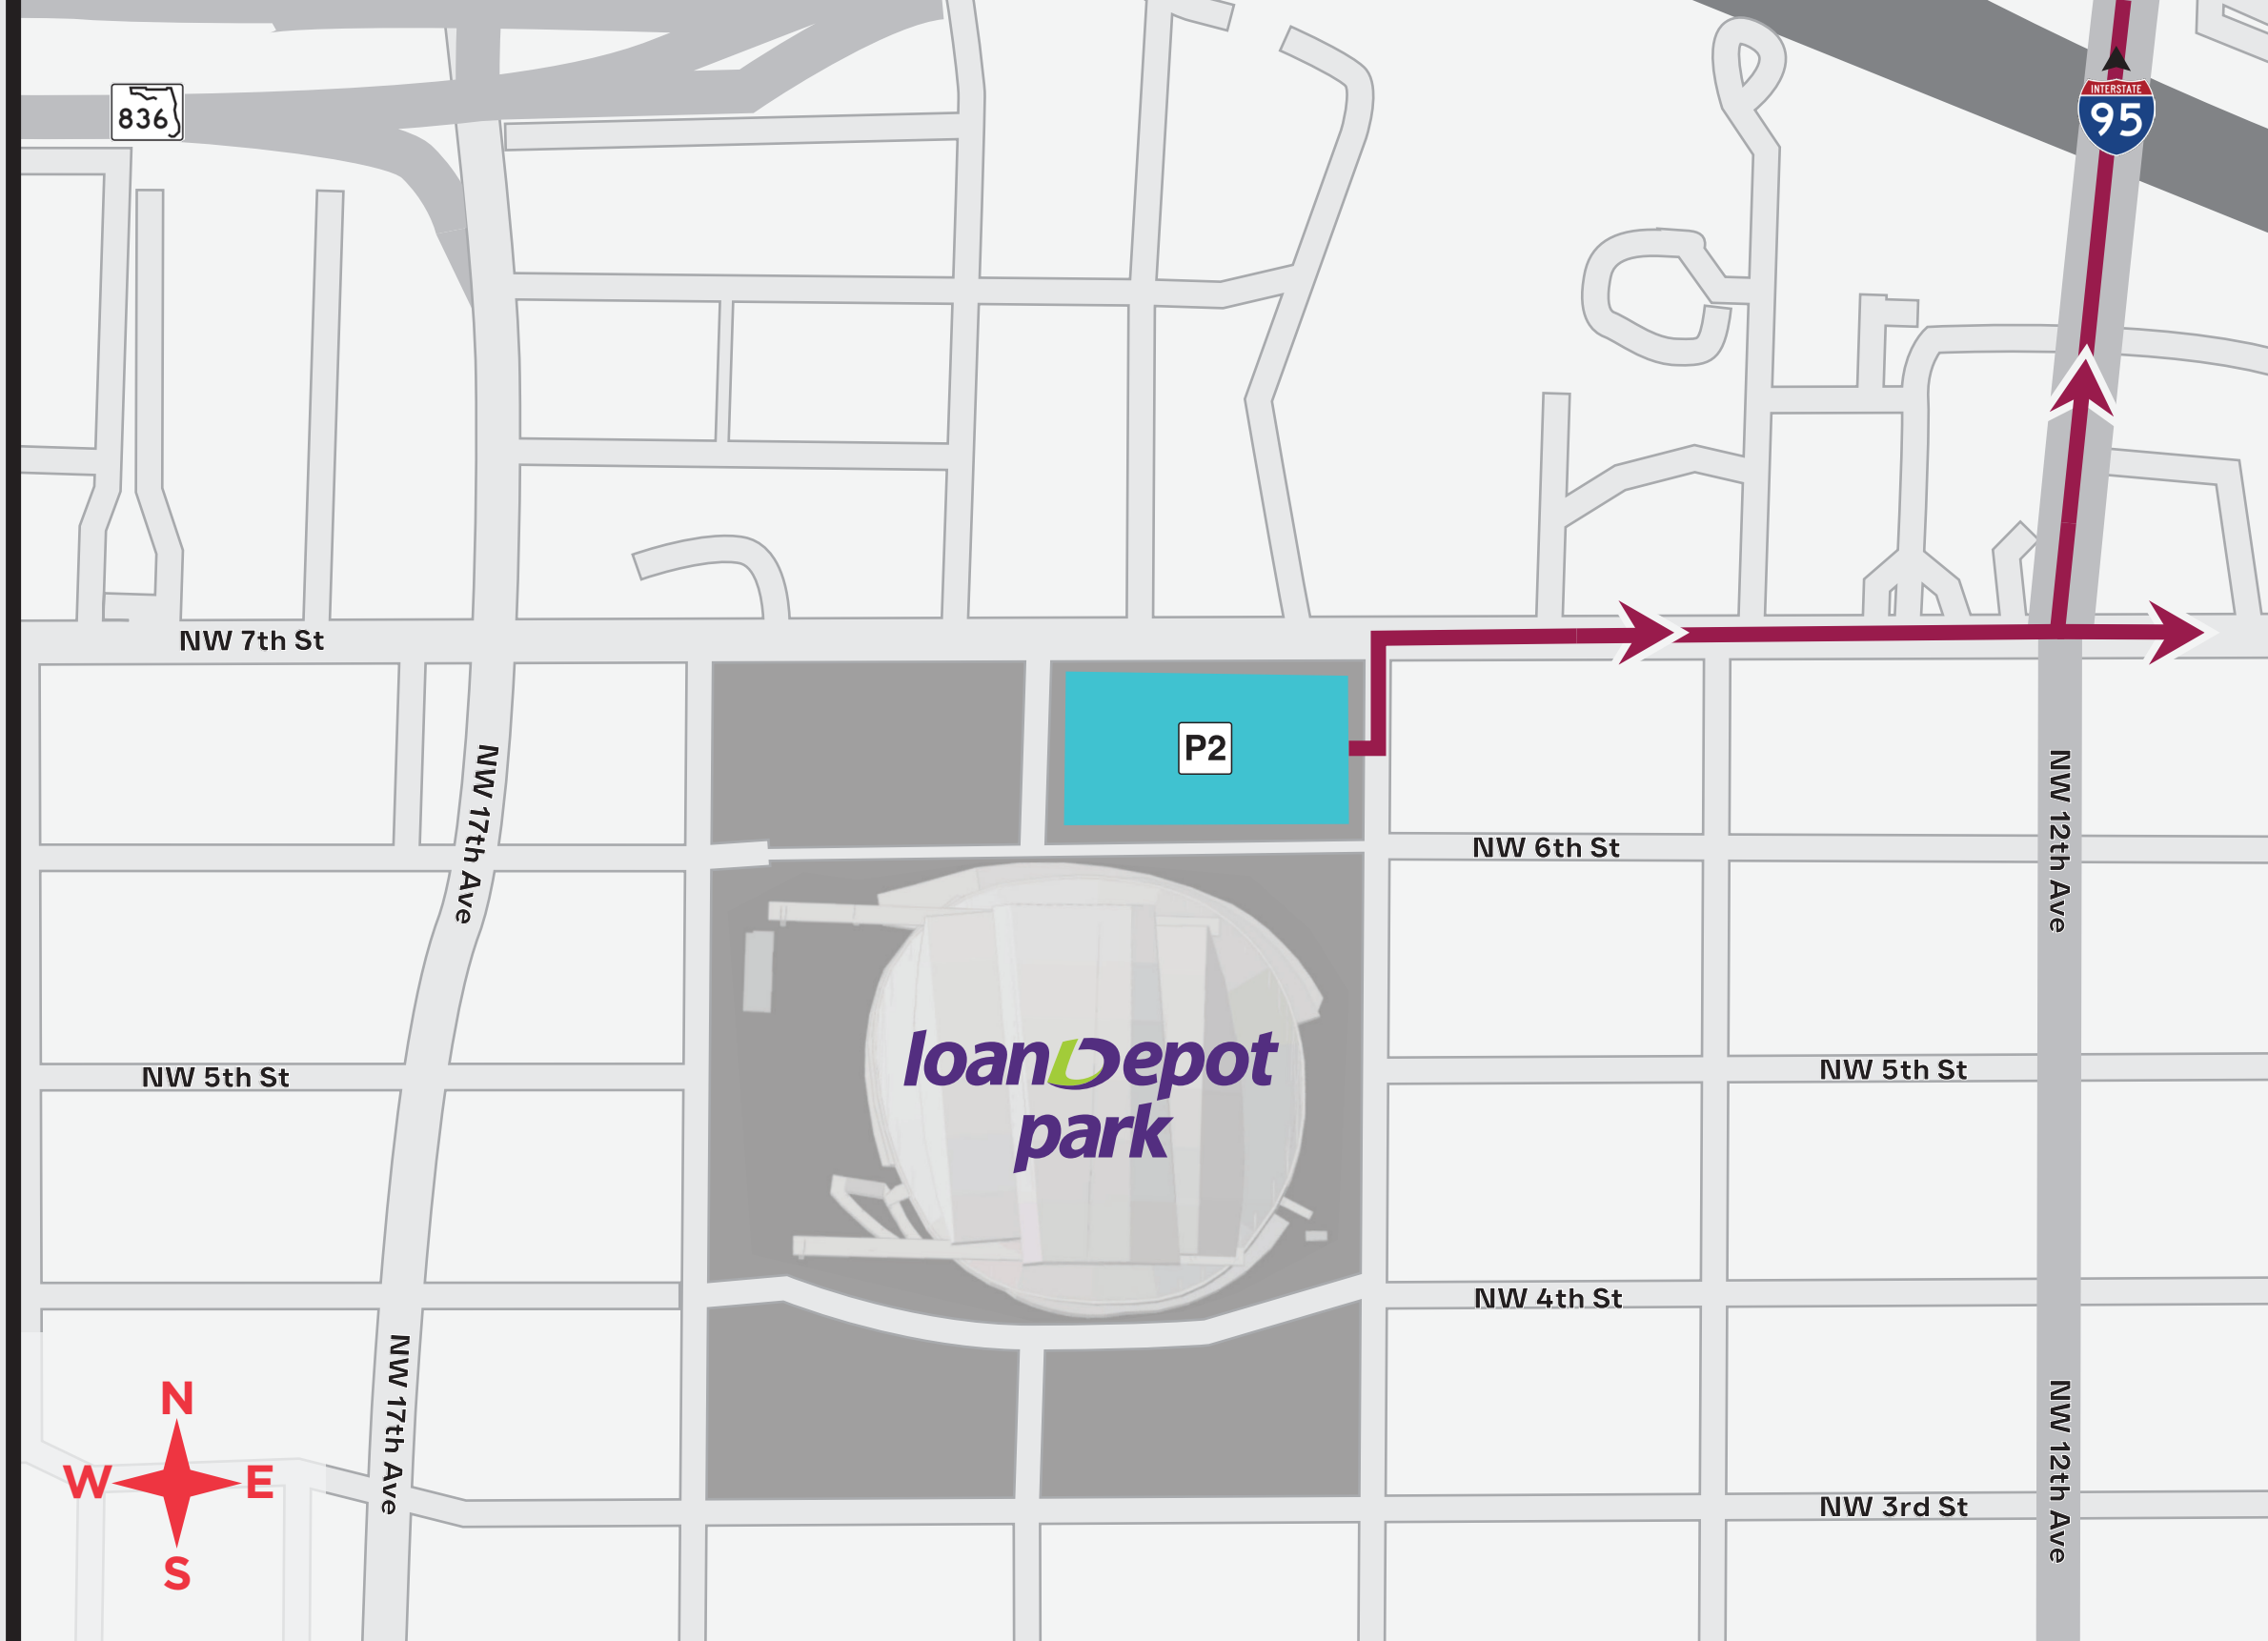 836
INTERSTATE
95
NW 7th St
P2
NW 17th Ave
NW 12th Ave
NW 6th St
loanDepot
park
NW 5th St
NW 5th St
NW 4th St
NW 17th Ave
NW 12th Ave
N
W E
S
NW 3rd St